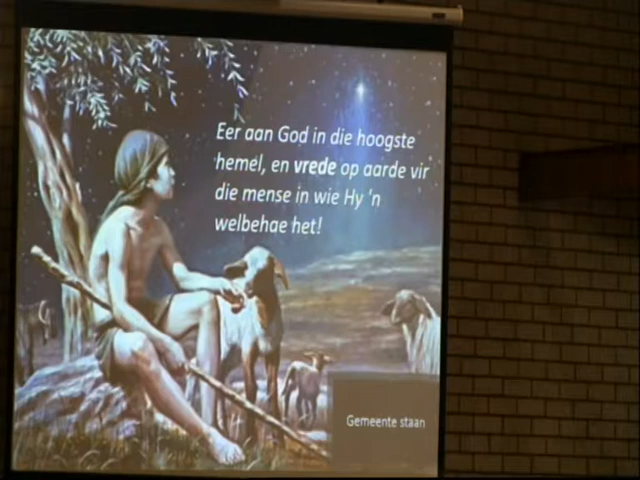 Eer aan God in die hoogste
hemel, en vrede op aarde vir
die mense in wie Hy 'n
welbehae het!
Gemeente staan